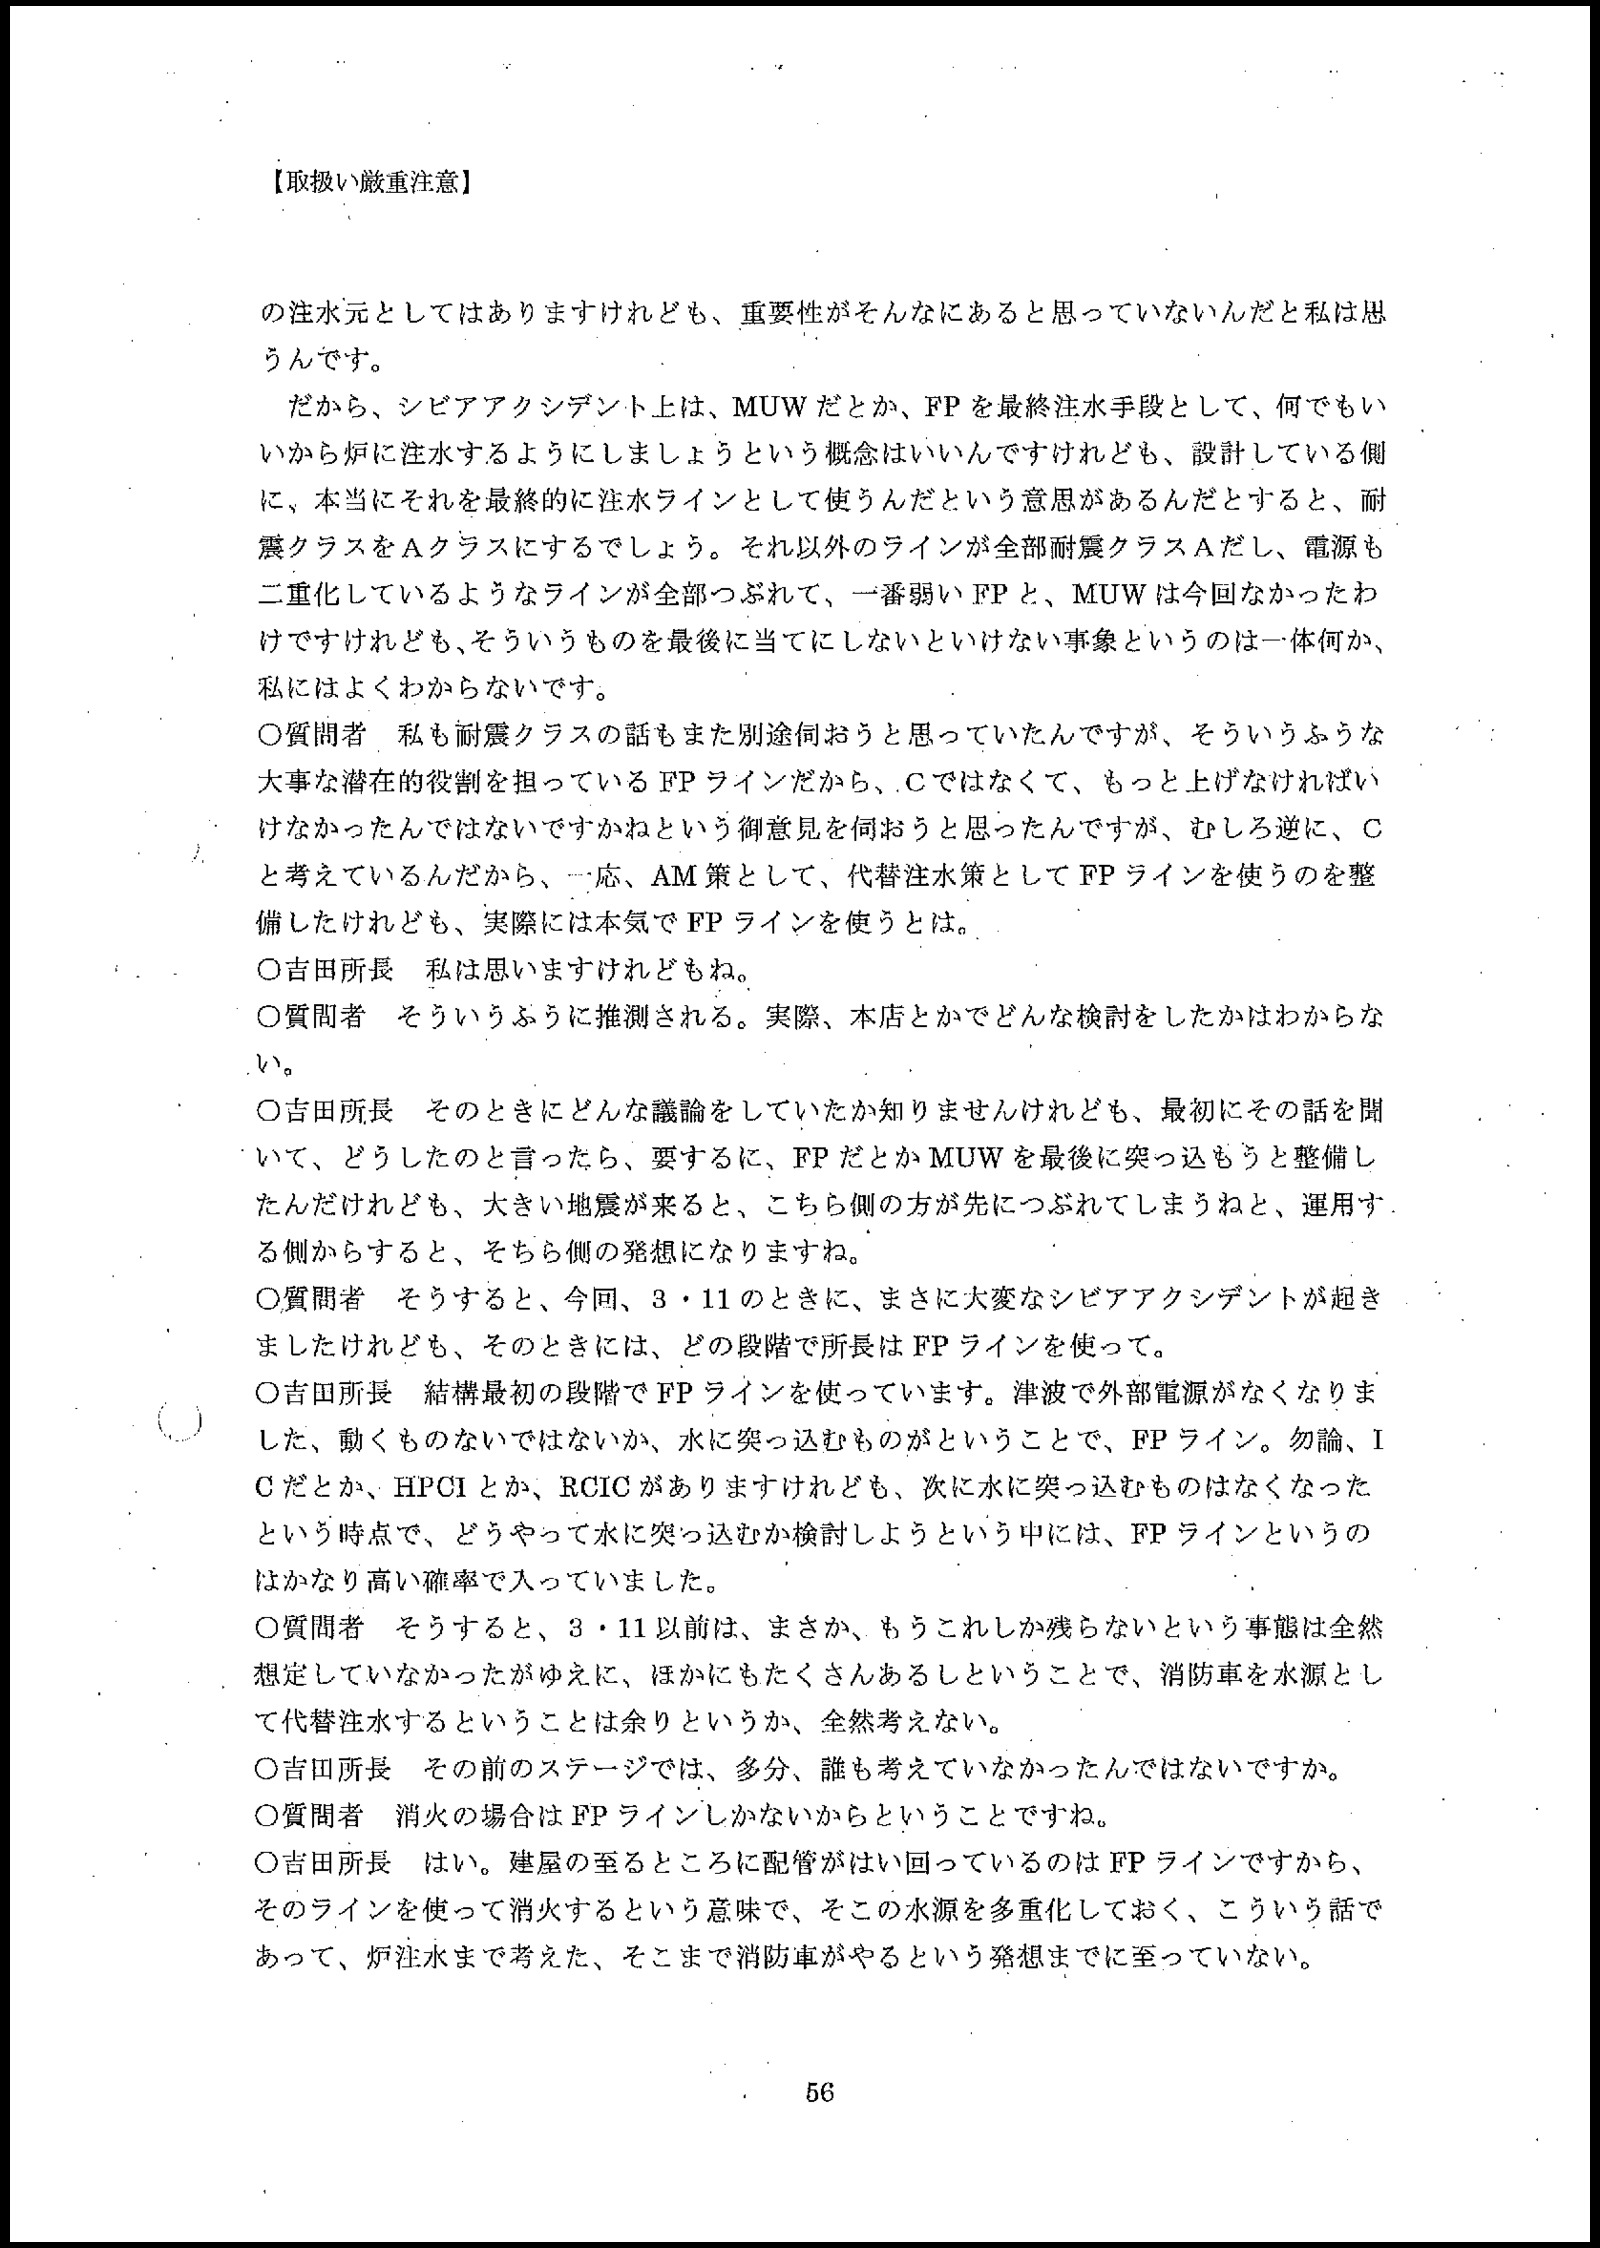 【取扱い厳重注意】
の注水元としてはありますけれども、重要性がそんなにあると思っていないんだと私は思
うんです。
だから、シビアアクシデント上は、MUW だとか、FP を最終注水手段として、何でもい
いから炉に注水するようにしましょうという概念はいいんですけれども、設計している側
に、本当にそれを最終的に注水ラインとして使うんだという意思があるんだとすると、耐
震クラスをAクラスにするでしょう。それ以外のラインが全部耐震クラスAだし、電源も
二重化しているようなラインが全部つぶれて、一番弱い FP と、MUW は今回なかったわ
けですけれども、そういうものを最後に当てにしないといけない事象というのは一体何か、
私にはよくわからないです。
○質問者　私も耐震クラスの話もまた別途伺おうと思っていたんですが、そういうふうな
大事な潜在的役割を担っている FP ラインだから、Cではなくて、もっと上げなければい
けなかったんではないですかねという御意見を伺おうと思ったんですが、むしろ逆に、C
と考えているんだから、一応、AM 策として、代替注水策として FP ラインを使うのを整
備したけれども、実際には本気で FP ラインを使うとは。
○吉田所長　私は思いますけれどもね。
○質問者　そういうふうに推測される。実際、本店とかでどんな検討をしたかはわからな
い。
○吉田所長　そのときにどんな議論をしていたか知りませんけれども、最初にその話を聞
いて、どうしたのと言ったら、要するに、FP だとか MUW を最後に突っ込もうと整備し
たんだけれども、大きい地震が来ると、こちら側の方が先につぶれてしまうねと、運用す
る側からすると、そちら側の発想になりますね。
○質問者　そうすると、今回、3・11 のときに、まさに大変なシビアアクシデントが起き
ましたけれども、そのときには、どの段階で所長は FP ラインを使って。
○吉田所長　結構最初の段階で FP ラインを使っています。津波で外部電源がなくなりま
した、動くものないではないか、水に突っ込むものがということで、FP ライン。勿論、I
C だとか、HPCI とか、RCIC がありますけれども、次に水に突っ込むものはなくなった
という時点で、どうやって水に突っ込むか検討しようという中には、FP ラインというの
はかなり高い確率で入っていました。
○質問者　そうすると、3・11 以前は、まさか、もうこれしか残らないという事態は全然
想定していなかったがゆえに、ほかにもたくさんあるしということで、消防車を水源とし
て代替注水するということは余りというか、全然考えない。
○吉田所長　その前のステージでは、多分、誰も考えていなかったんではないですか。
○質問者　消火の場合は FP ラインしかないからということですね。
○吉田所長　はい。建屋の至るところに配管がはい回っているのは FP ラインですから、
そのラインを使って消火するという意味で、そこの水源を多重化しておく、こういう話で
あって、炉注水まで考えた、そこまで消防車がやるという発想までに至っていない。
56